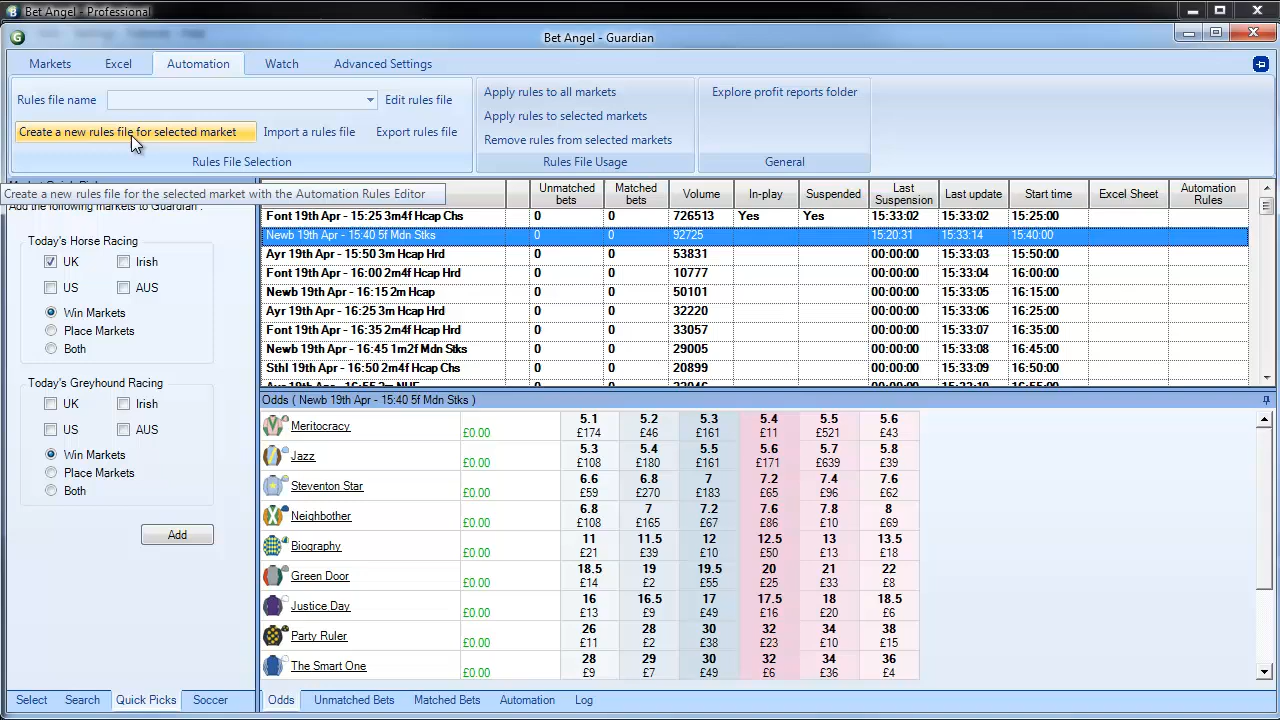 Bet Angel - Professional
Bet Angel - Guardian
Markets Excel Automation Watch Advanced Settings
Rules file name Edit rules file
Create a new rules file for selected market Import a rules file Export rules file
Rules File Selection
Apply rules to all markets
Apply rules to selected markets
Remove rules from selected markets
Rules File Usage
Explore profit reports folder
General
Create a new rules file for the selected market with the Automation Rules Editor
Add the following markets to Guardian :
Today's Horse Racing
UK Irish
US AUS
Win Markets
Place Markets
Both
Today's Greyhound Racing
UK Irish
US AUS
Win Markets
Place Markets
Both
Add
Select Search Quick Picks Soccer
Unmatched bets Matched bets Volume In-play Suspended Last Suspension Last update Start time Excel Sheet Automation Rules
Font 19th Apr - 15:25 3m4f Hcap Chs 0 0 726513 Yes Yes 15:33:02 15:33:02 15:25:00
Newb 19th Apr - 15:40 5f Mdn Stks 0 0 92725 15:20:31 15:33:14 15:40:00
Ayr 19th Apr - 15:50 3m Hcap Hrd 0 0 53831 00:00:00 15:33:03 15:50:00
Font 19th Apr - 16:00 2m4f Hcap Hrd 0 0 10777 00:00:00 15:33:04 16:00:00
Newb 19th Apr - 16:15 2m Hcap 0 0 50101 00:00:00 15:33:05 16:15:00
Ayr 19th Apr - 16:25 3m Hcap Hrd 0 0 32220 00:00:00 15:33:06 16:25:00
Font 19th Apr - 16:35 2m4f Hcap Hrd 0 0 33057 00:00:00 15:33:07 16:35:00
Newb 19th Apr - 16:45 1m2f Mdn Stks 0 0 29005 00:00:00 15:33:08 16:45:00
Sthl 19th Apr - 16:50 2m4f Hcap Chs 0 0 20899 00:00:00 15:33:09 16:50:00
Odds ( Newb 19th Apr - 15:40 5f Mdn Stks )
Meritocracy £0.00 5.1 5.2 5.3 5.4 5.5 5.6
£174 £46 £161 £11 £521 £43
Jazz £0.00 5.3 5.4 5.5 5.6 5.7 5.8
£108 £180 £161 £171 £639 £39
Steventon Star £0.00 6.6 6.8 7 7.2 7.4 7.6
£59 £270 £183 £65 £96 £62
Neighbother £0.00 6.8 7 7.2 7.6 7.8 8
£108 £165 £67 £86 £10 £69
Biography £0.00 11 11.5 12 12.5 13 13.5
£21 £39 £10 £50 £13 £18
Green Door £0.00 18.5 19 19.5 20 21 22
£14 £2 £55 £25 £33 £8
Justice Day £0.00 16 16.5 17 17.5 18 18.5
£13 £9 £49 £16 £20 £6
Party Ruler £0.00 26 28 30 32 34 38
£11 £2 £38 £23 £10 £15
The Smart One £0.00 28 29 30 32 34 36
£9 £7 £49 £6 £36 £4
Odds Unmatched Bets Matched Bets Automation Log